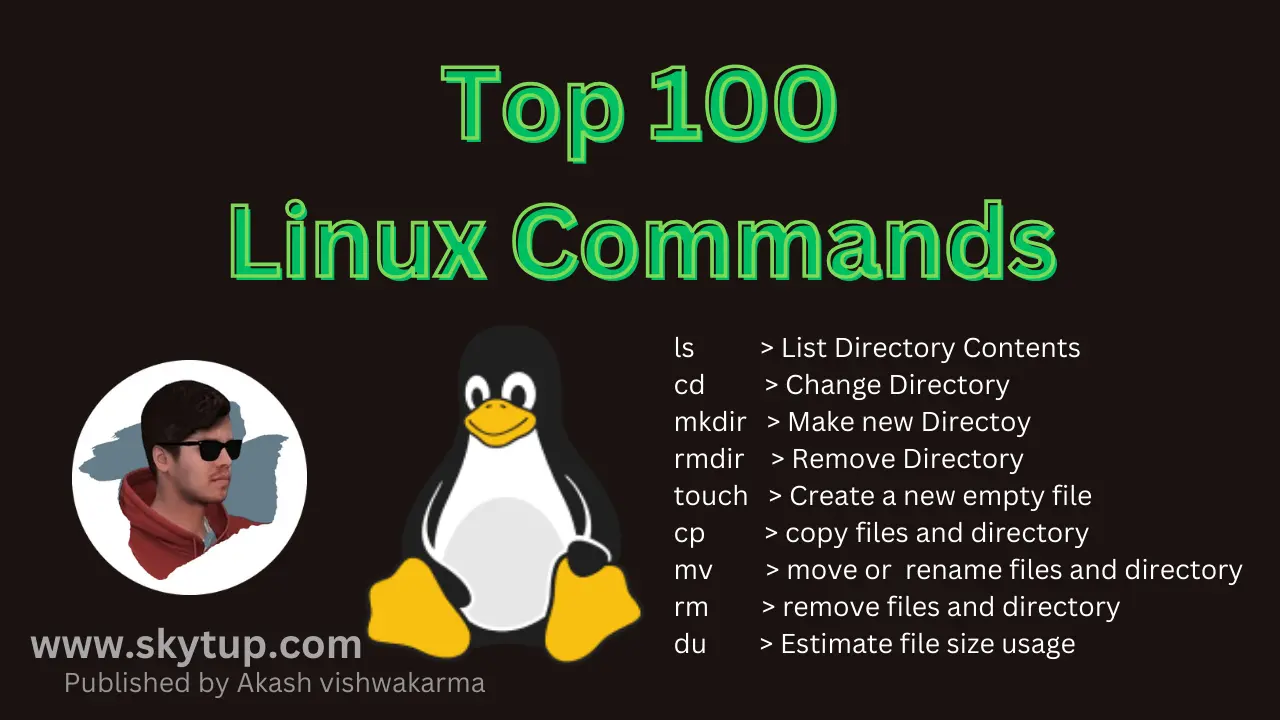 Top 100
Linux Commands
ls > List Directory Contents
cd > Change Directory
mkdir > Make new Directoy
rmdir > Remove Directory
touch > Create a new empty file
cp > copy files and directory
mv > move or rename files and directory
rm > remove files and directory
du > Estimate file size usage
www.skytup.com
Published by Akash vishwakarma